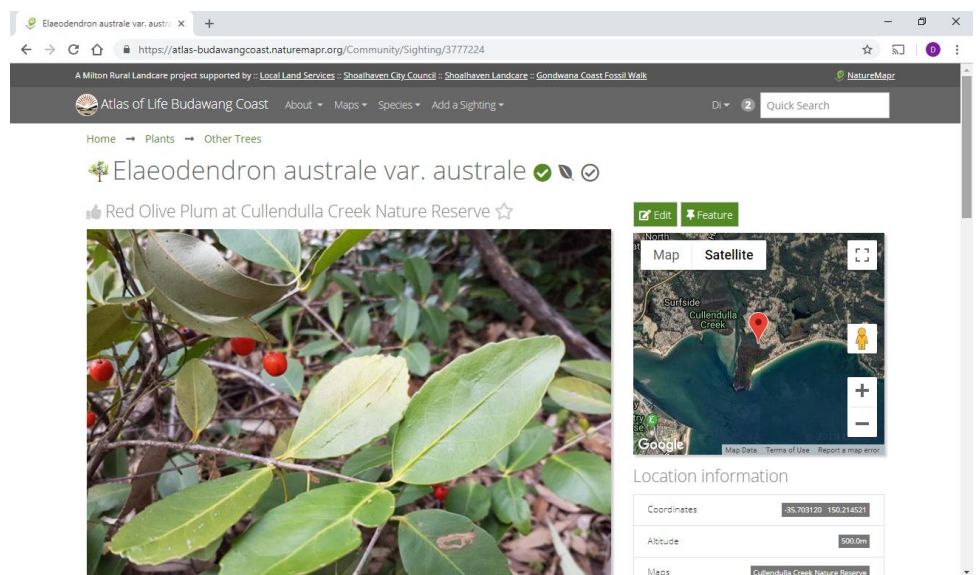 Elaeodendron australe var. austra
https://atlas-budawangcoast.naturemapr.org/Community/Sighting/3777224
D
A Milton Rural Landcare project supported by :: Local Land Services :: Shoalhaven City Council :: Shoalhaven Landcare :: Gondwana Coast Fossil Walk
NatureMapr
Atlas of Life Budawang Coast About Maps Species Add a Sighting Di 2 Quick Search
Home → Plants → Other Trees
Elaeodendron australe var. australe
Red Olive Plum at Cullendulla Creek Nature Reserve
Edit Feature
North
Map Satellite
Surfside
Cullendulla
Creek
Google
Map Data Terms of Use Report a map error
Location information
Coordinates -35.703120 150.214521
Altitude 500.0m
Maps Cullendulla Creek Nature Reserve